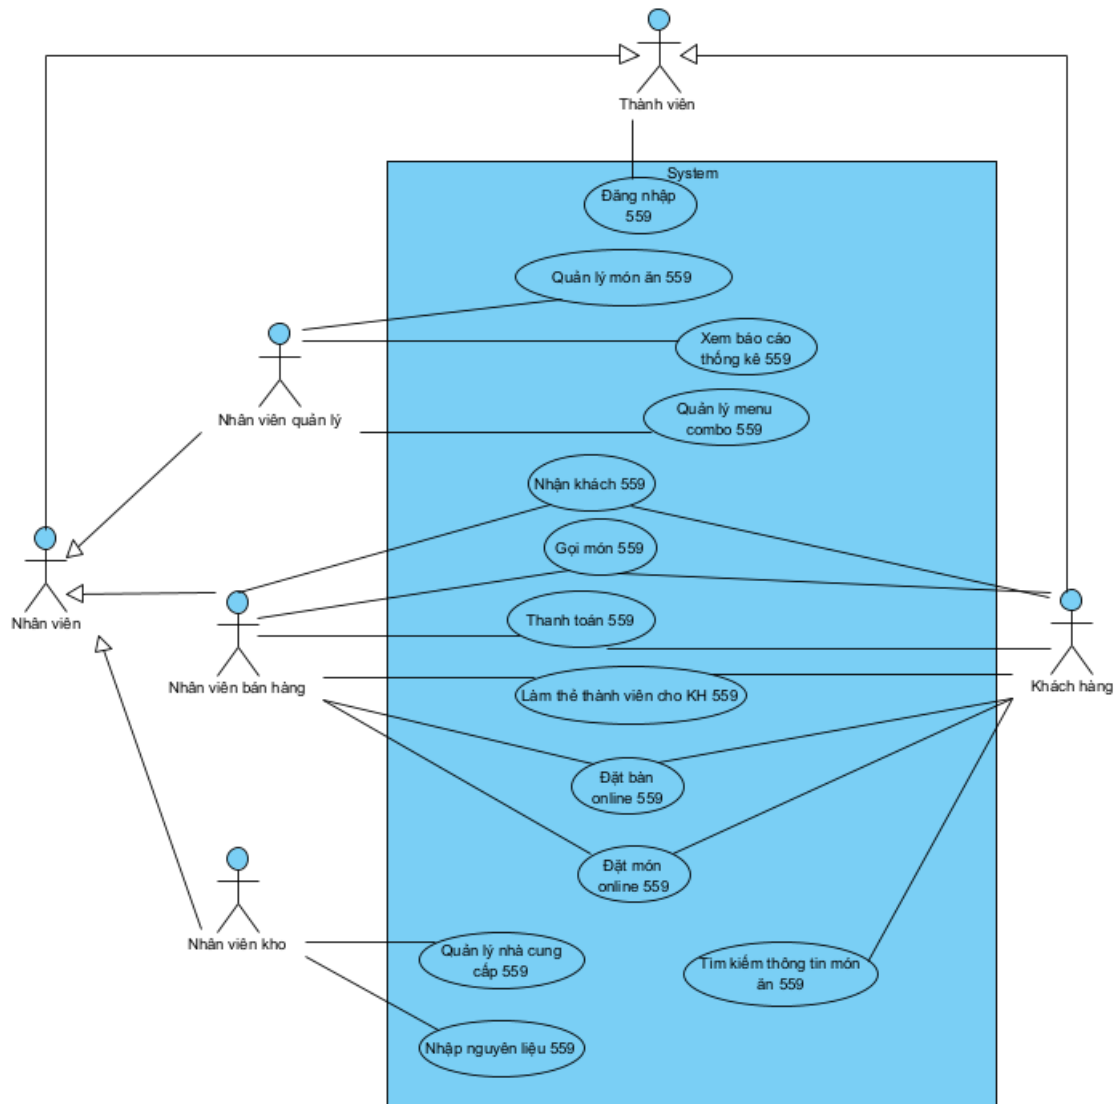 Thành viên
System
Đăng nhập
559
Quản lý món ăn 559
Xem báo cáo
thống kê 559
Nhân viên quản lý
Quản lý menu
combo 559
Nhận khách 559
Gọi món 559
Nhân viên
Thanh toán 559
Nhân viên bán hàng
Làm thẻ thành viên cho KH 559
Khách hàng
Đặt bàn
online 559
Đặt món
online 559
Nhân viên kho
Quản lý nhà cung
cấp 559
Tìm kiếm thông tin món
ăn 559
Nhập nguyên liệu 559